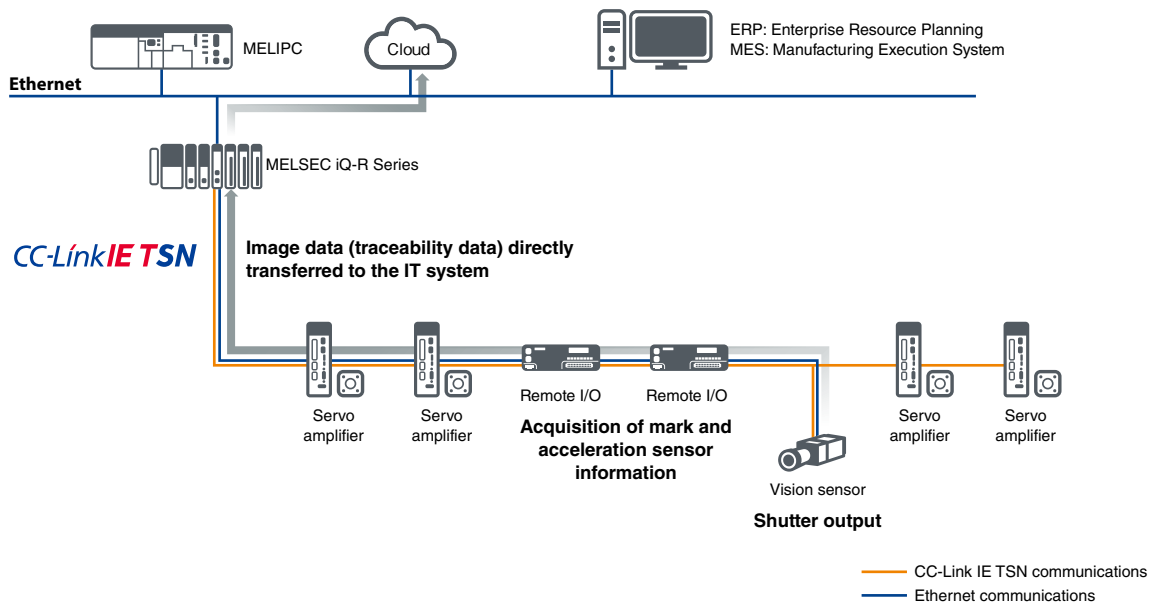 MELIPC
Cloud
ERP: Enterprise Resource Planning
MES: Manufacturing Execution System
Ethernet
MELSEC iQ-R Series
CC-Link IE TSN
Image data (traceability data) directly
transferred to the IT system
Servo
amplifier
Servo
amplifier
Remote I/O
Remote I/O
Acquisition of mark and
acceleration sensor
information
Vision sensor
Shutter output
Servo
amplifier
Servo
amplifier
CC-Link IE TSN communications
Ethernet communications